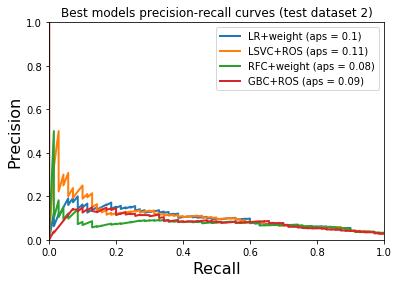 Best models precision-recall curves (test dataset 2)
1.0
0.8
0.6
0.4
0.2
0.0
Precision
LR+weight (aps = 0.1)
LSVC+ROS (aps = 0.11)
RFC+weight (aps = 0.08)
GBC+ROS (aps = 0.09)
0.0 0.2 0.4 0.6 0.8 1.0
Recall